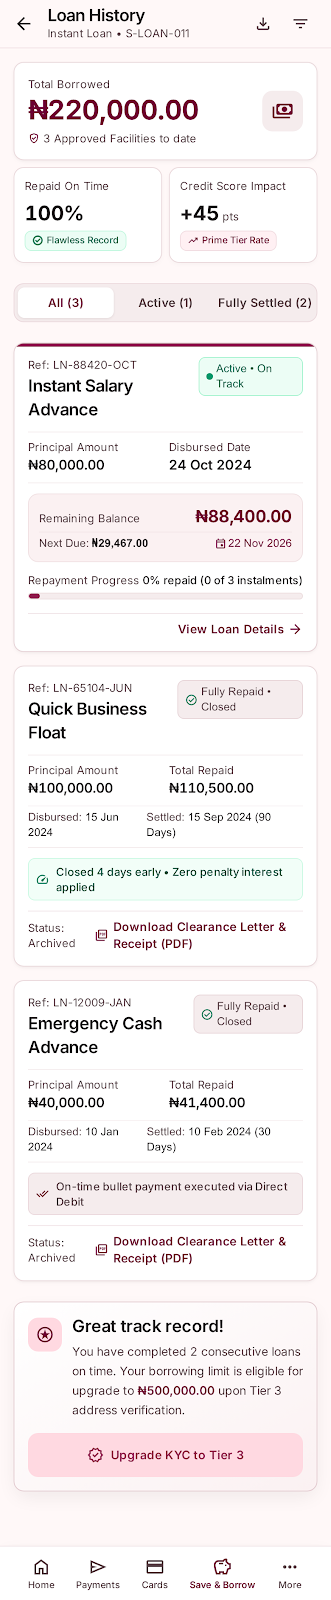 Loan History
Instant Loan • S-LOAN-011
Total Borrowed
₦220,000.00
3 Approved Facilities to date
Repaid On Time
100%
Flawless Record
Credit Score Impact
+45 pts
Prime Tier Rate
All (3)
Active (1)
Fully Settled (2)
Ref: LN-88420-OCT
Active • On
Track
Instant Salary
Advance
Principal Amount
₦80,000.00
Disbursed Date
24 Oct 2024
Remaining Balance
₦88,400.00
Next Due: ₦29,467.00
22 Nov 2026
Repayment Progress 0% repaid (0 of 3 instalments)
View Loan Details
Ref: LN-65104-JUN
Fully Repaid •
Closed
Quick Business
Float
Principal Amount
₦100,000.00
Total Repaid
₦110,500.00
Disbursed: 15 Jun
2024
Settled: 15 Sep 2024 (90
Days)
Closed 4 days early • Zero penalty interest
applied
Status:
Archived
Download Clearance Letter &
Receipt (PDF)
Ref: LN-12009-JAN
Fully Repaid •
Closed
Emergency Cash
Advance
Principal Amount
₦40,000.00
Total Repaid
₦41,400.00
Disbursed: 10 Jan
2024
Settled: 10 Feb 2024 (30
Days)
On-time bullet payment executed via Direct
Debit
Status:
Archived
Download Clearance Letter &
Receipt (PDF)
Great track record!
You have completed 2 consecutive loans
on time. Your borrowing limit is eligible for
upgrade to ₦500,000.00 upon Tier 3
address verification.
Upgrade KYC to Tier 3
Home
Payments
Cards
Save & Borrow
More